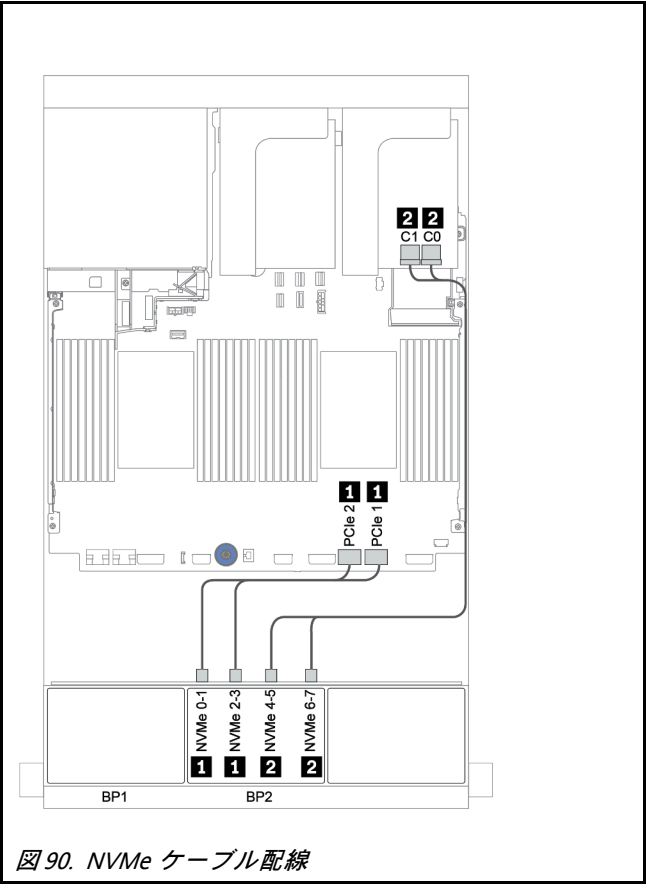 2 2
C1 C0
1 1
PCIe 2 PCIe 1
NVMe 0-1 NVMe 2-3 NVMe 4-5 NVMe 6-7
1 1 2 2
BP1 BP2
図 90. NVMe ケーブル配線